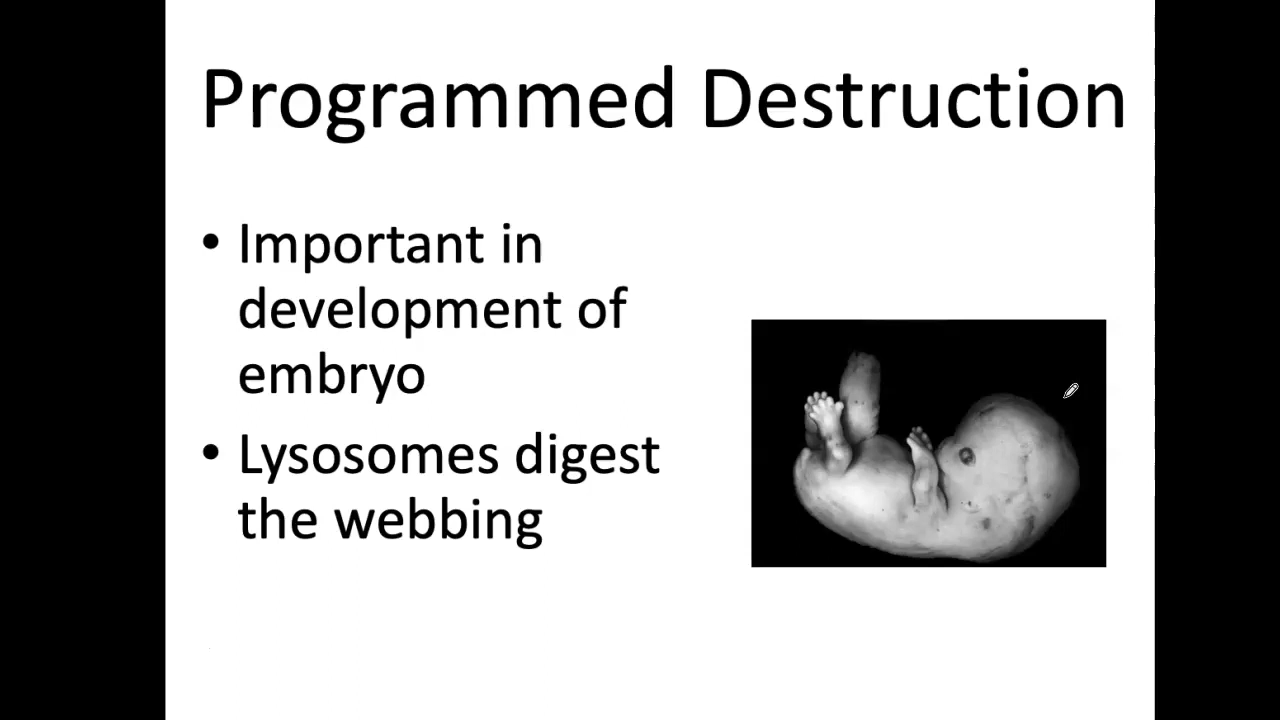 Programmed Destruction
• Important in
development of
embryo
• Lysosomes digest
the webbing